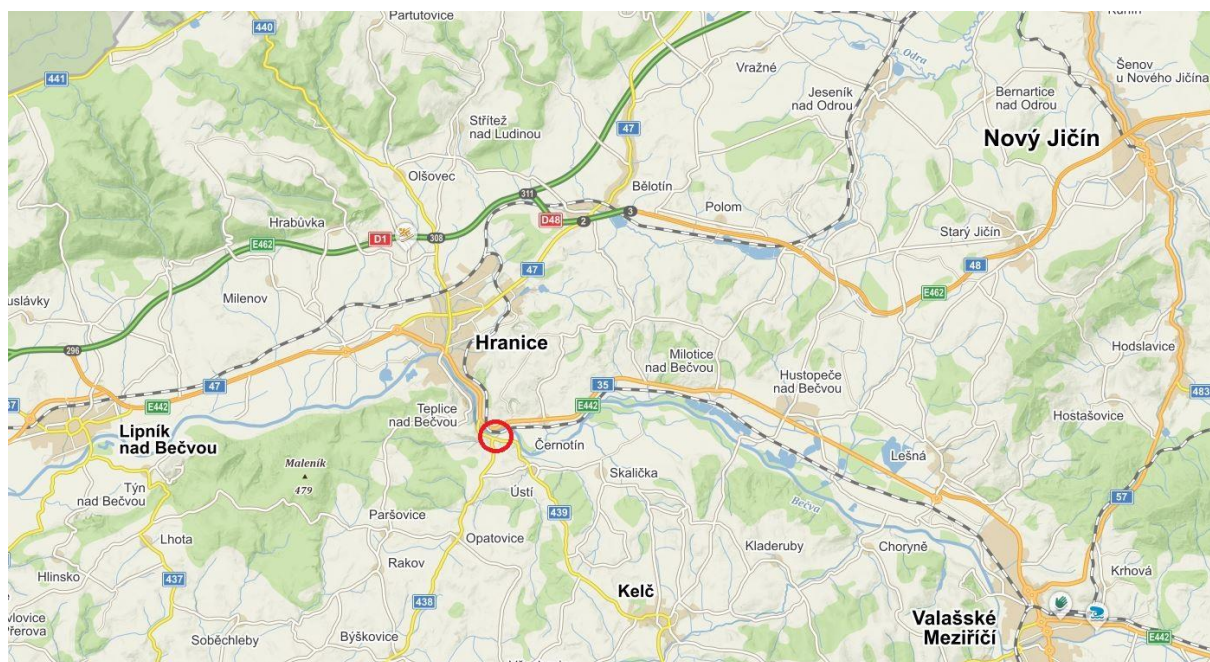 440
Partutovice
Kunín
441
Odra
Vražné
Šenov
u Nového Jičína
Jeseník
nad Odrou
Bernartice
nad Odrou
Střítež
nad Ludinou
47
Nový Jičín
Olšovec
Bělotín
311
3
D48
2
Polom
Hrabůvka
D1
308
E462
Starý Jičín
48
47
Milenov
E462
296
Hranice
Hodslavice
Milotice
nad Bečvou
Hustopeče
nad Bečvou
47
35
483
E442
E442
Teplice
nad Bečvou
Hostašovice
Lipník
nad Bečvou
Černotín
Lešná
Maleník
479
Skalička
Týn
nad Bečvou
Ústí
439
Bečva
57
Paršovice
Lhota
Opatovice
Kladeruby
Choryně
Rakov
Hlinsko
437
Krhová
438
Kelč
Valašské
Meziříčí
Soběchleby
Býškovice
E442